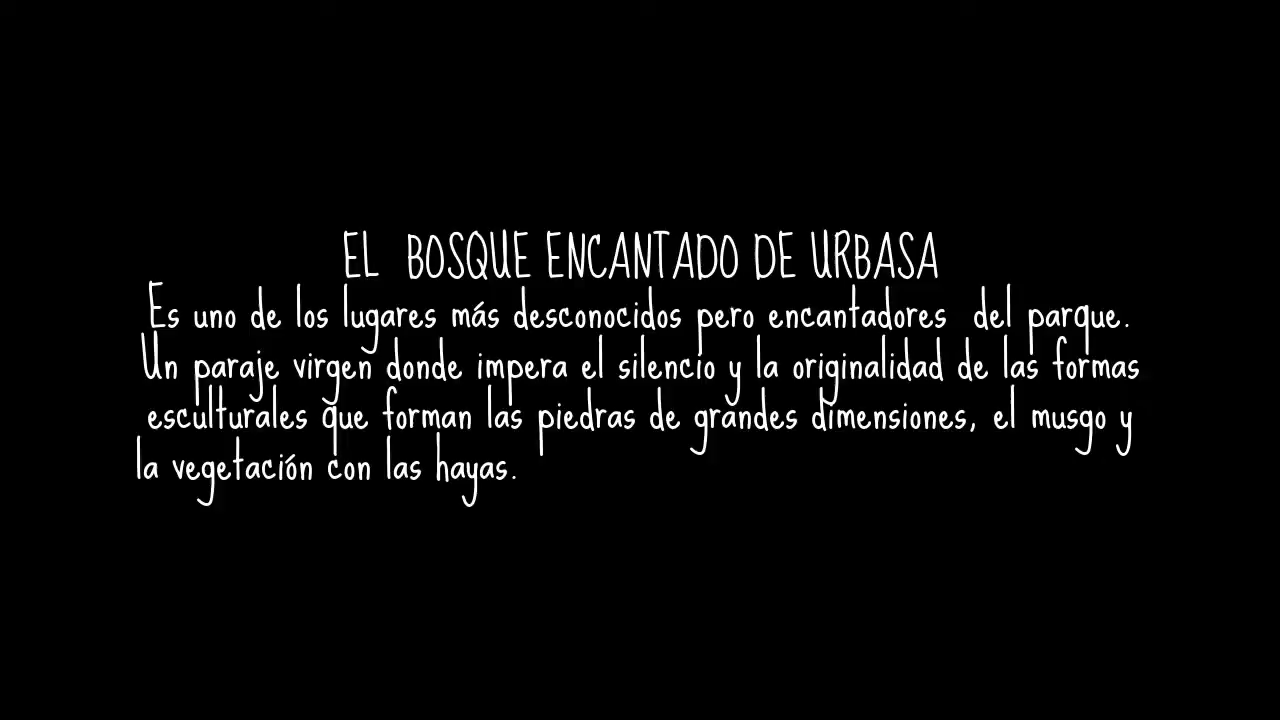 EL BOSQUE ENCANTADO DE URBASA
Es uno de los lugares más desconocidos pero encantadores del parque.
Un paraje virgen donde impera el silencio y la originalidad de las formas
esculturales que forman las piedras de grandes dimensiones, el musgo y
la vegetación con las hayas.